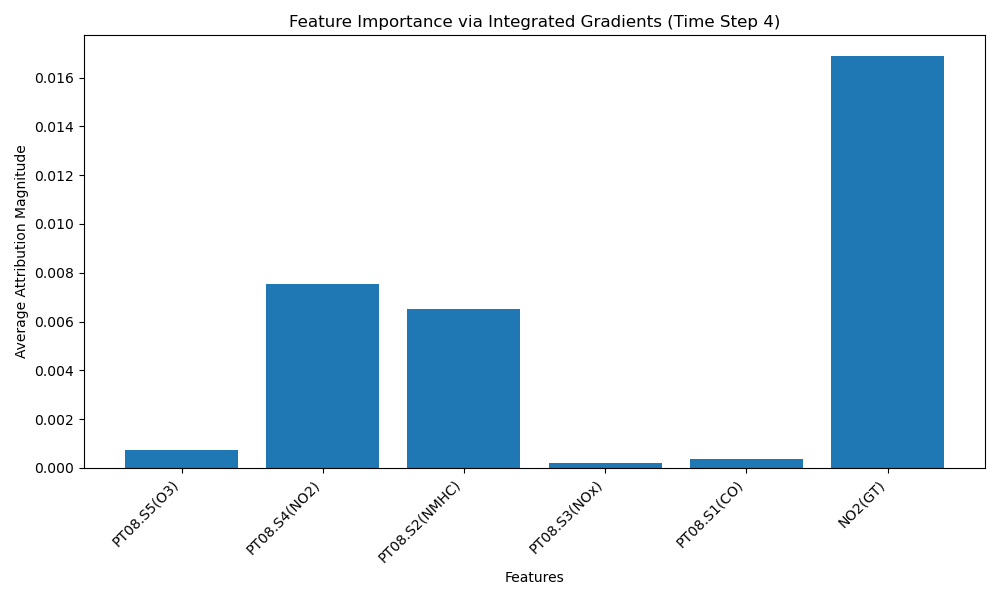 Feature Importance via Integrated Gradients (Time Step 4)
Average Attribution Magnitude
0.016
0.014
0.012
0.010
0.008
0.006
0.004
0.002
0.000
PT08.S5(O3)
PT08.S4(NO2)
PT08.S2(NMHC)
PT08.S3(NOx)
PT08.S1(CO)
NO2(GT)
Features